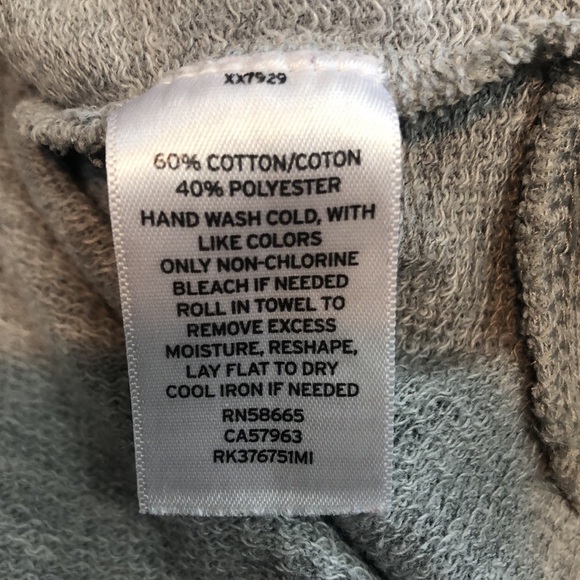 XX7929
60% COTTON/COTON
40% POLYESTER
HAND WASH COLD, WITH
LIKE COLORS
ONLY NON-CHLORINE
BLEACH IF NEEDED
ROLL IN TOWEL TO
REMOVE EXCESS
MOISTURE, RESHAPE,
LAY FLAT TO DRY
COOL IRON IF NEEDED
RN58665
CA57963
RK376751MI